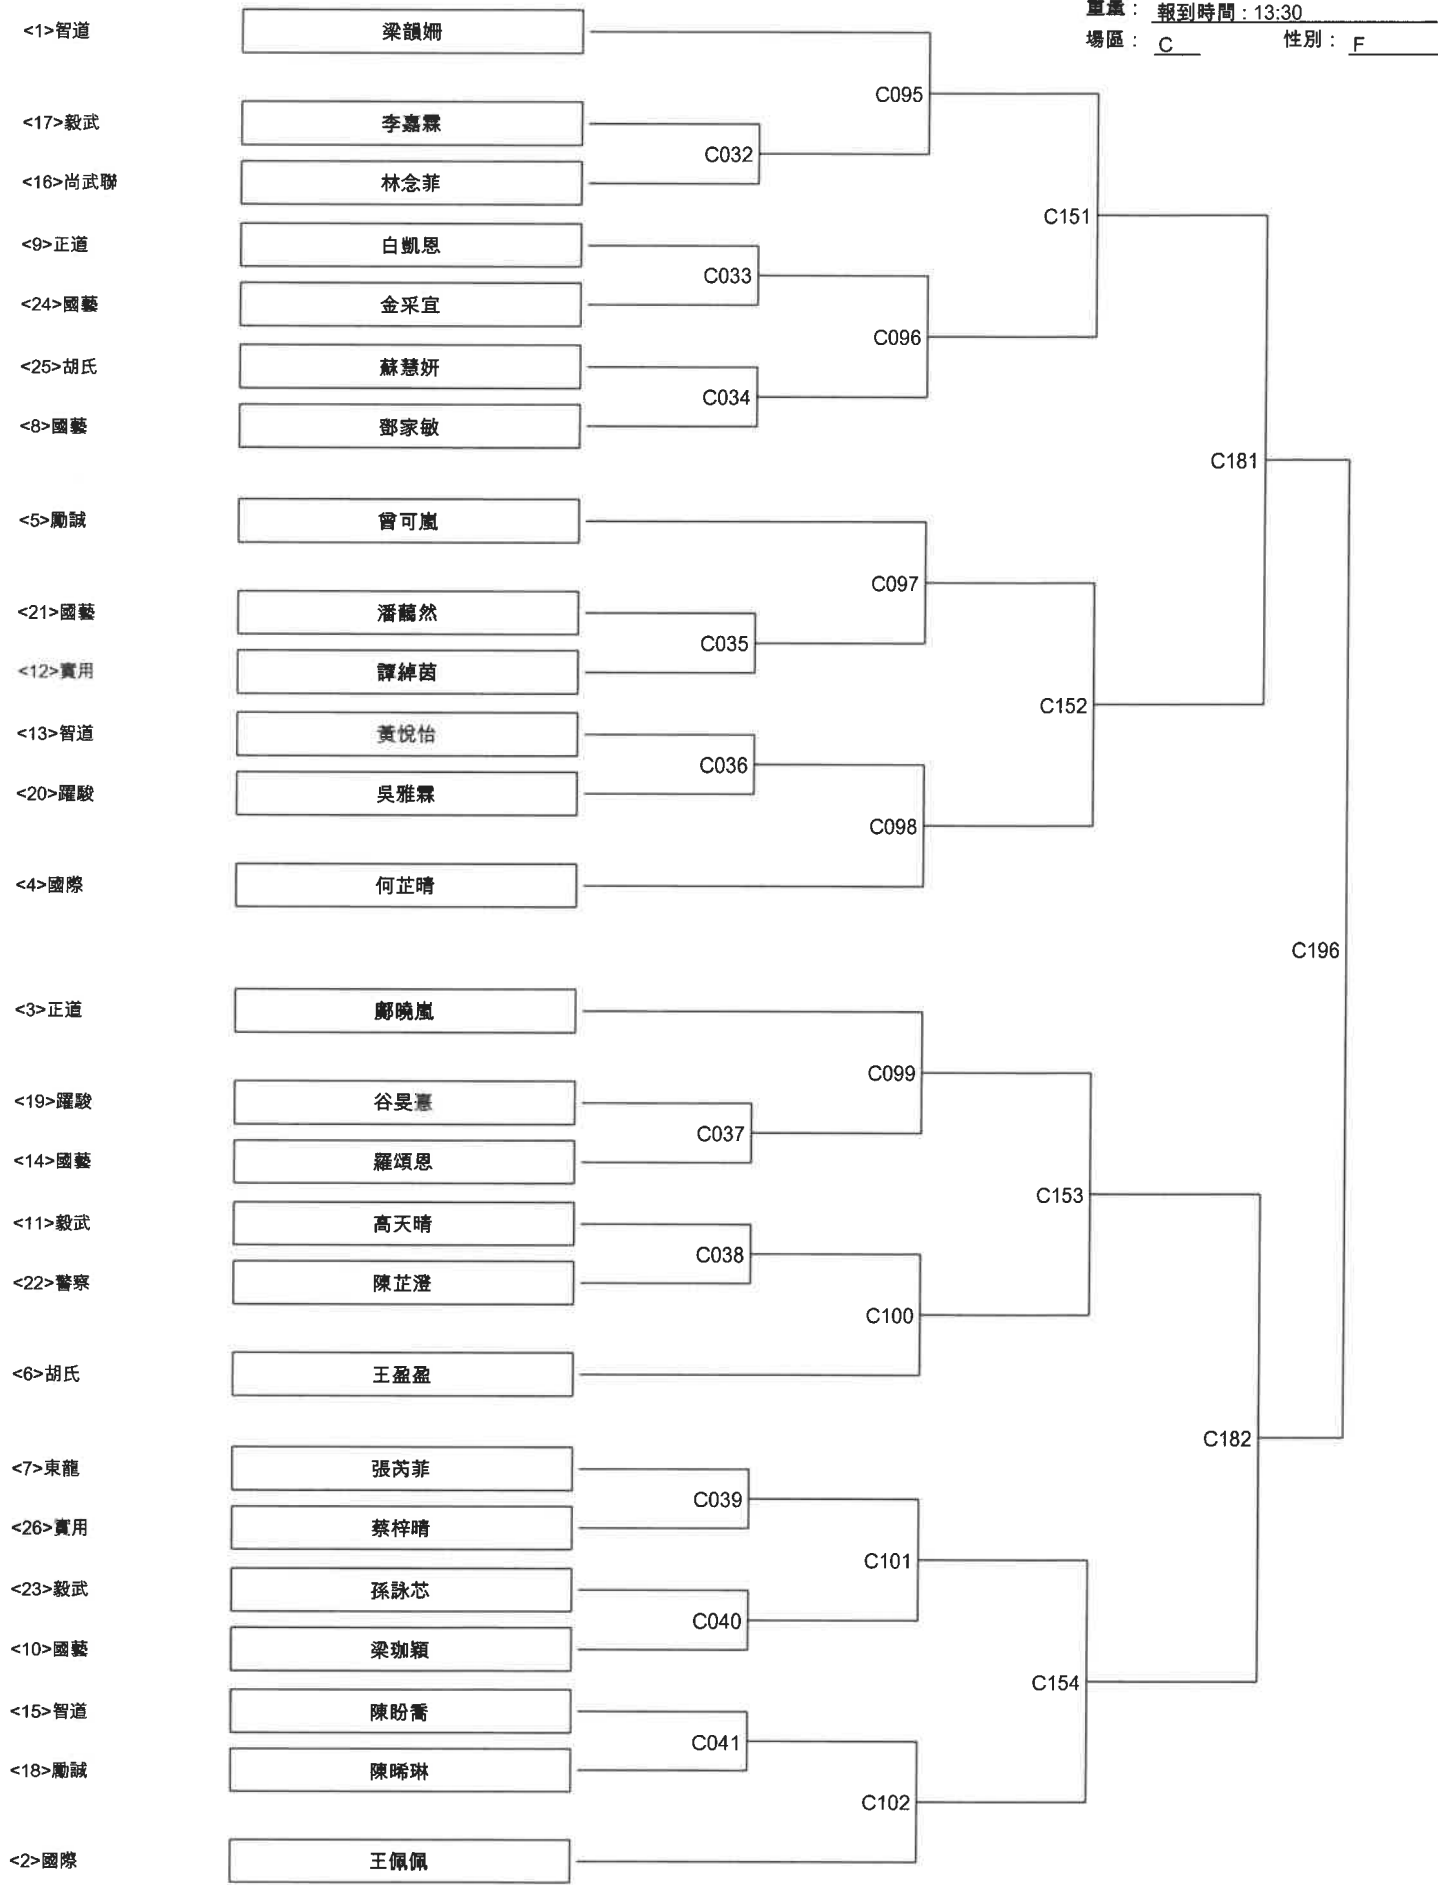 重量： 報到時間 : 13:30
<1>智道 梁韻姍
場區： C 性別： F
C095
<17>毅武 李嘉霖
C032
<16>尚武聯 林念菲
C151
<9>正道 白凱恩
C033
<24>國藝 金采宜
C096
<25>胡氏 蘇慧妍
C034
<8>國藝 鄧家敏
C181
<5>勵誠 曾可嵐
C097
<21>國藝 潘藹然
C035
<12>實用 譚綽茵
C152
<13>智道 黃悅怡
C036
<20>躍駿 吳雅霖
C098
<4>國際 何芷晴
C196
<3>正道 鄺曉嵐
C099
<19>躍駿 谷旻憙
C037
<14>國藝 羅頌恩
C153
<11>毅武 高天晴
C038
<22>警察 陳芷澄
C100
<6>胡氏 王盈盈
C182
<7>東龍 張芮菲
C039
<26>實用 蔡梓晴
C101
<23>毅武 孫詠芯
C040
<10>國藝 梁珈穎
C154
<15>智道 陳盼喬
C041
<18>勵誠 陳晞琳
C102
<2>國際 王佩佩